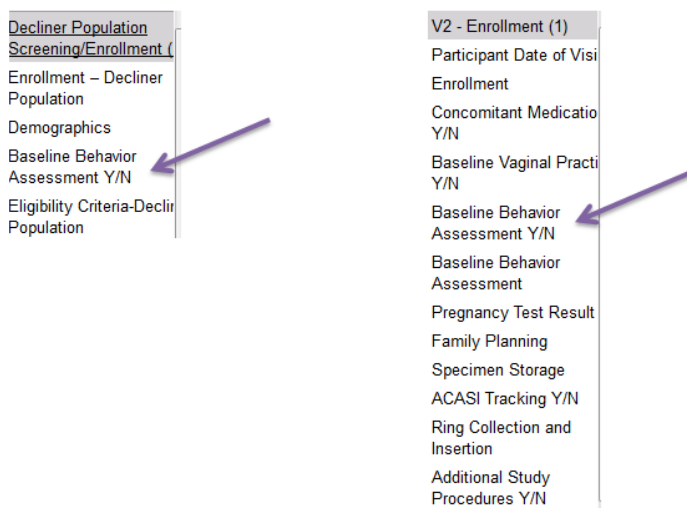 Decliner Population
Screening/Enrollment (
Enrollment – Decliner
Population
Demographics
Baseline Behavior
Assessment Y/N
Eligibility Criteria-Declin
Population
V2 - Enrollment (1)
Participant Date of Visi
Enrollment
Concomitant Medicatio
Y/N
Baseline Vaginal Practi
Y/N
Baseline Behavior
Assessment Y/N
Baseline Behavior
Assessment
Pregnancy Test Result
Family Planning
Specimen Storage
ACASI Tracking Y/N
Ring Collection and
Insertion
Additional Study
Procedures Y/N